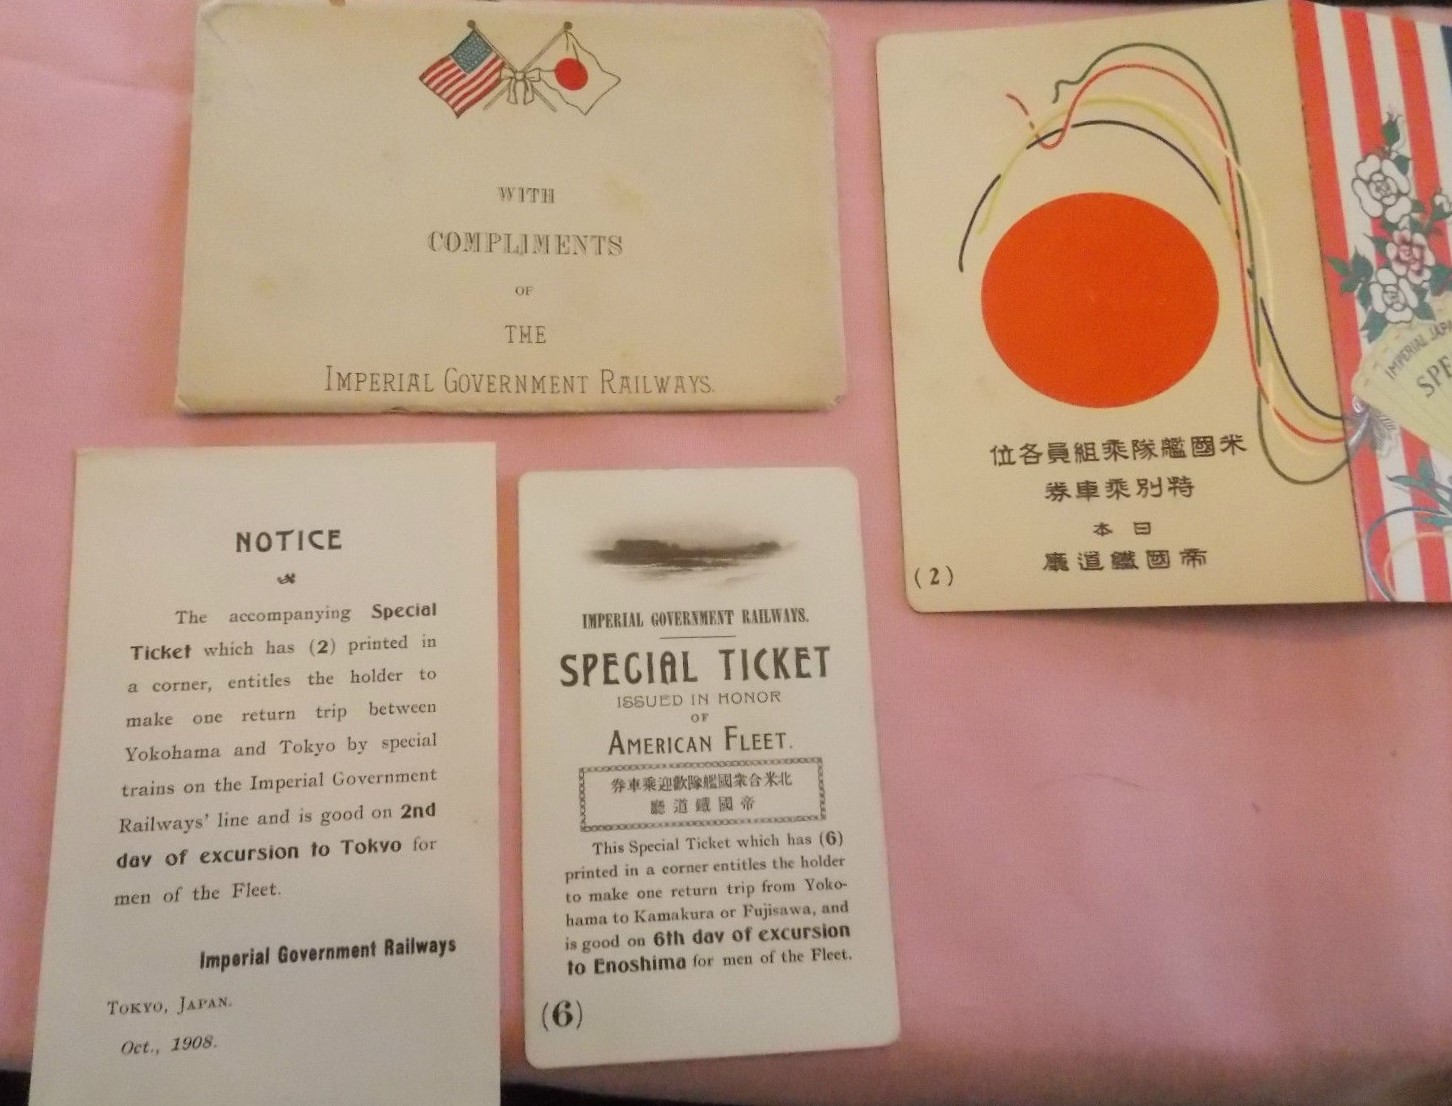 WITH
COMPLIMENTS
OF
THE
IMPERIAL GOVERNMENT RAILWAYS.
米國艦隊乘組員各位
特別乘車券
日本
帝國鐵道廳
(2)
IMPERIAL JAPA
SPE
NOTICE
The accompanying Special
Ticket which has (2) printed in
a corner, entitles the holder to
make one return trip between
Yokohama and Tokyo by special
trains on the Imperial Government
Railways' line and is good on 2nd
day of excursion to Tokyo for
men of the Fleet.
Imperial Government Railways
TOKYO, JAPAN.
Oct., 1908.
IMPERIAL GOVERNMENT RAILWAYS.
SPECIAL TICKET
ISSUED IN HONOR
OF
AMERICAN FLEET.
北米合衆國艦隊歡迎乘車券
帝國鐵道廳
This Special Ticket which has (6)
printed in a corner entitles the holder
to make one return trip from Yoko-
hama to Kamakura or Fujisawa, and
is good on 6th day of excursion
to Enoshima for men of the Fleet.
(6)